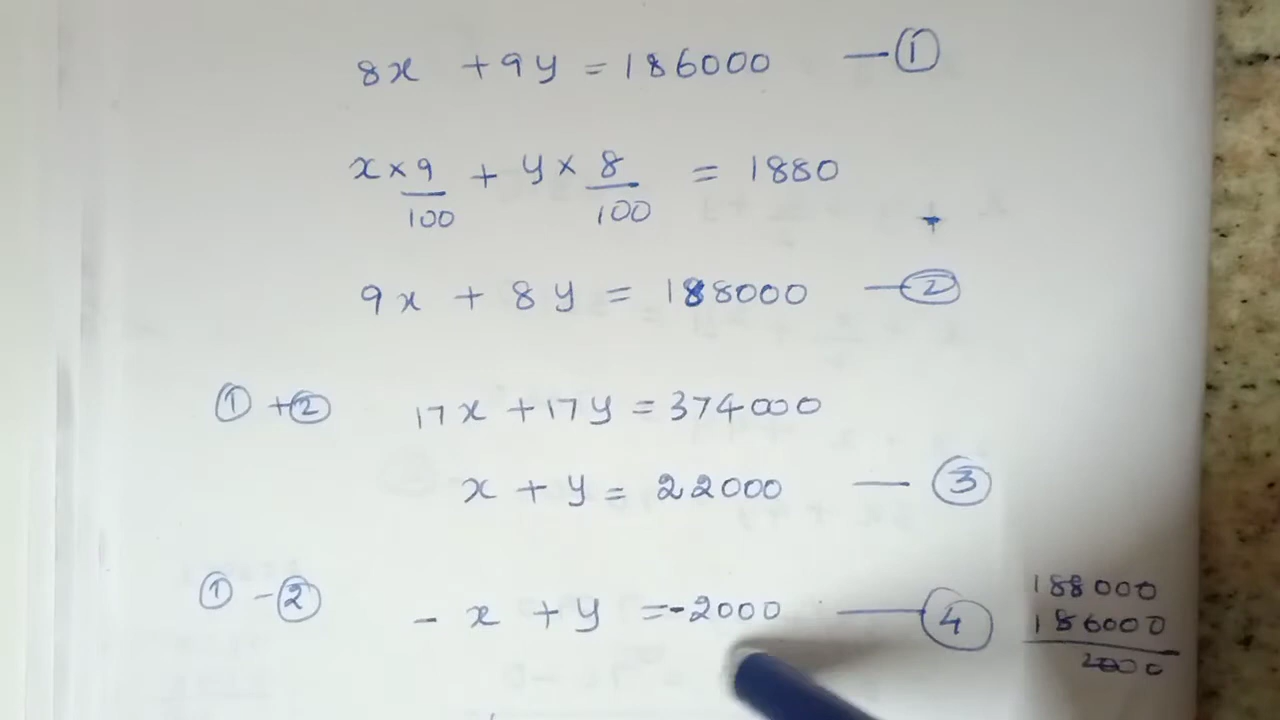 8x + 9y = 186000 — ①
x × 9/100 + y × 8/100 = 1880
9x + 8y = 188000 — ②
① + ② 17x + 17y = 374000
x + y = 22000 — ③
① - ② - x + y = -2000 — ④
188000
186000
2000